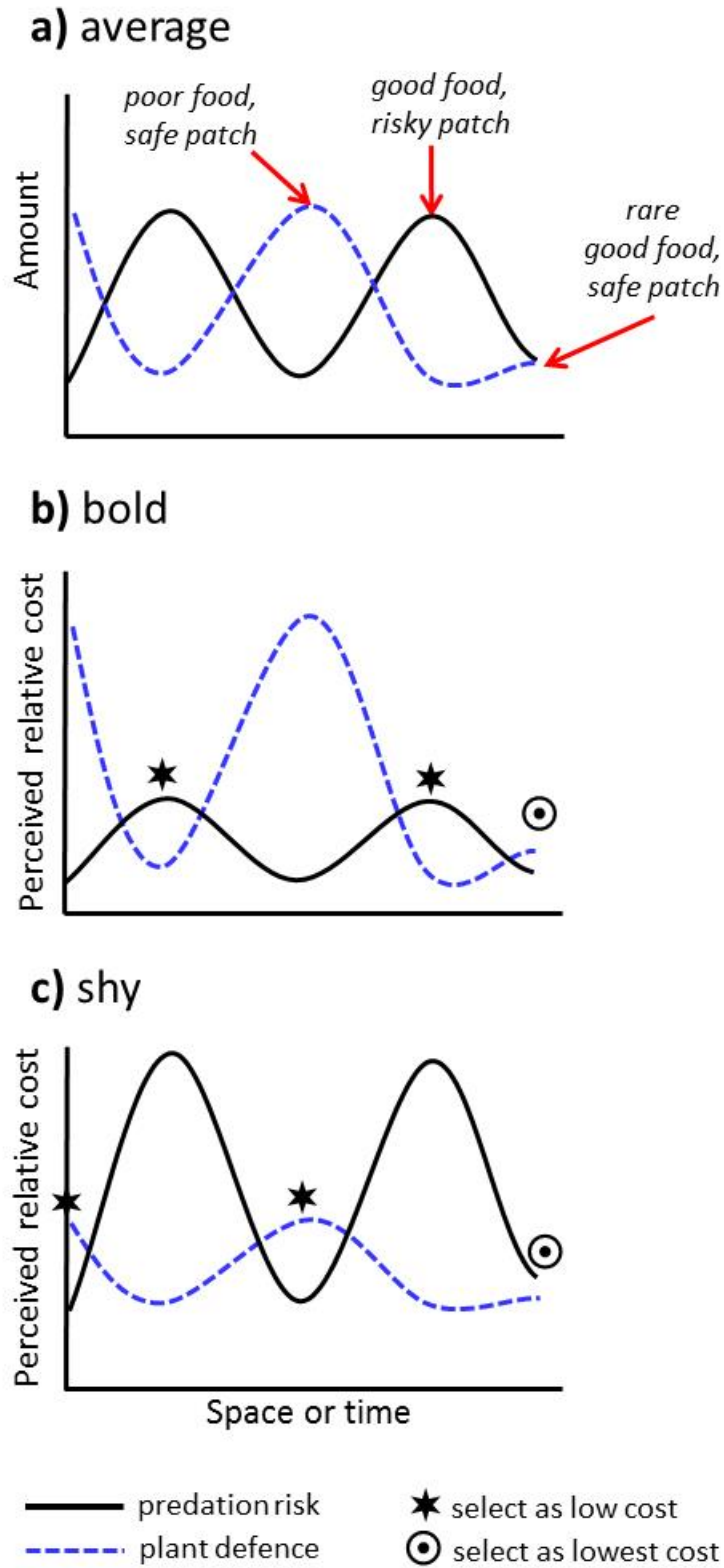 a) average
poor food,
safe patch
good food,
risky patch
rare
good food,
safe patch
Amount
b) bold
Perceived relative cost
c) shy
Perceived relative cost
Space or time
predation risk
plant defence
select as low cost
select as lowest cost